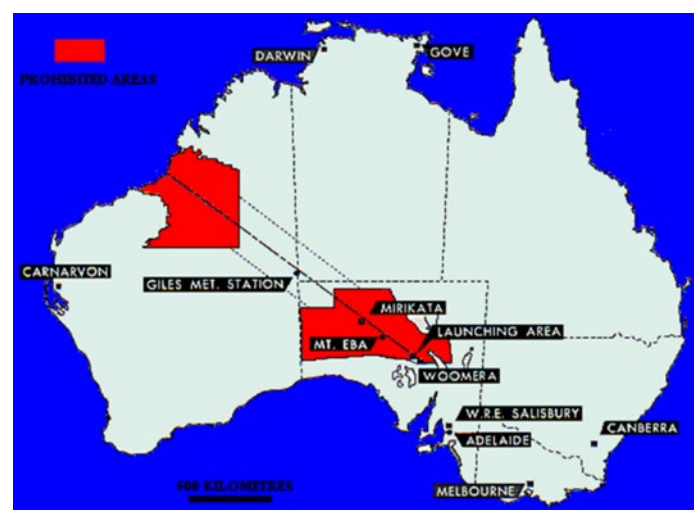 DARWIN
GOVE
PROHIBITED AREAS
CARNARVON
GILES MET. STATION
MIRIKATA
MT. EBA
LAUNCHING AREA
WOOMERA
W.R.E. SALISBURY
ADELAIDE
CANBERRA
MELBOURNE
500 KILOMETRES